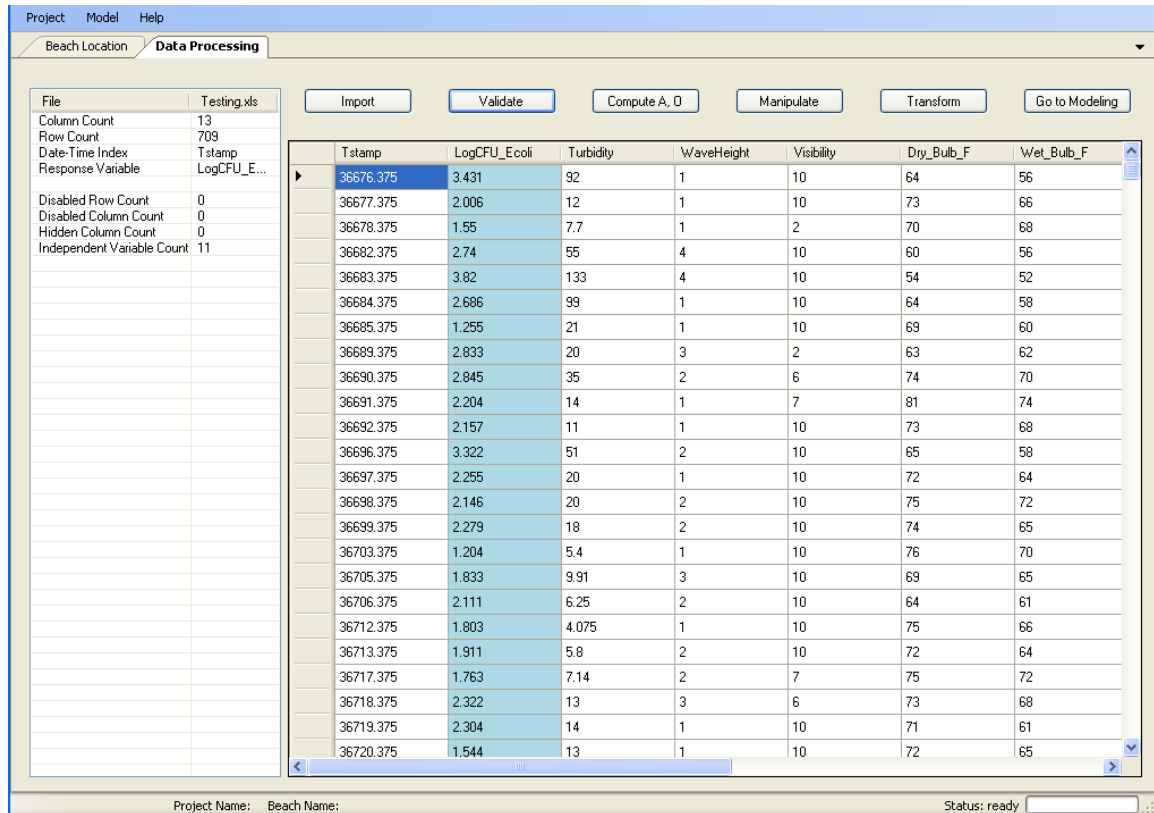 Project Model Help
Beach Location Data Processing
File Testing.xls
Column Count 13
Row Count 709
Date-Time Index Tstamp
Response Variable LogCFU_E...
Disabled Row Count 0
Disabled Column Count 0
Hidden Column Count 0
Independent Variable Count 11
Import Validate Compute A, O Manipulate Transform Go to Modeling
Tstamp LogCFU_Ecoli Turbidity WaveHeight Visibility Dry_Bulb_F Wet_Bulb_F
36676.375 3.431 92 1 10 64 56
36677.375 2.006 12 1 10 73 66
36678.375 1.55 7.7 1 2 70 68
36682.375 2.74 55 4 10 60 56
36683.375 3.82 133 4 10 54 52
36684.375 2.686 99 1 10 64 58
36685.375 1.255 21 1 10 69 60
36689.375 2.833 20 3 2 63 62
36690.375 2.845 35 2 6 74 70
36691.375 2.204 14 1 7 81 74
36692.375 2.157 11 1 10 73 68
36696.375 3.322 51 2 10 65 58
36697.375 2.255 20 1 10 72 64
36698.375 2.146 20 2 10 75 72
36699.375 2.279 18 2 10 74 65
36703.375 1.204 5.4 1 10 76 70
36705.375 1.833 9.91 3 10 69 65
36706.375 2.111 6.25 2 10 64 61
36712.375 1.803 4.075 1 10 75 66
36713.375 1.911 5.8 2 10 72 64
36717.375 1.763 7.14 2 7 75 72
36718.375 2.322 13 3 6 73 68
36719.375 2.304 14 1 10 71 61
36720.375 1.544 13 1 10 72 65
Project Name: Beach Name: Status: ready